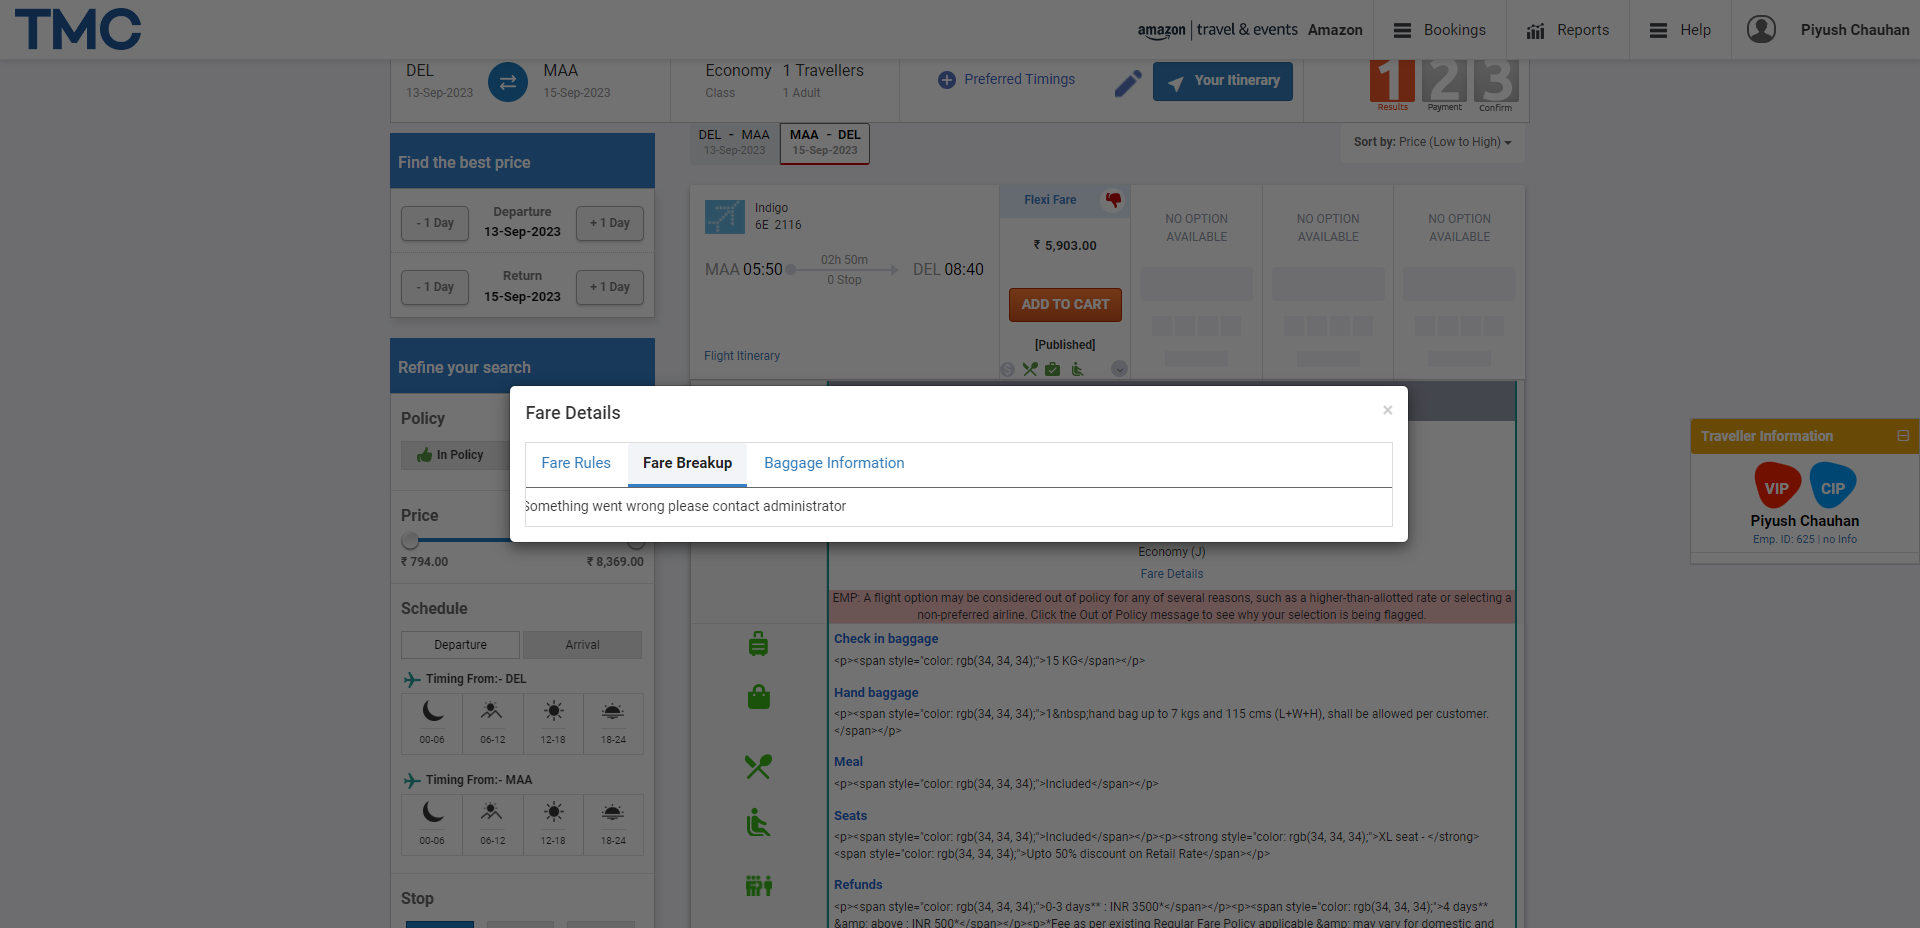 TMC
amazon travel & events Amazon
Bookings
Reports
Help
Piyush Chauhan
DEL
13-Sep-2023
MAA
15-Sep-2023
Economy
Class
1 Travellers
1 Adult
Preferred Timings
Your Itinerary
1 2 3
Results Payment Confirm
DEL - MAA
13-Sep-2023
MAA - DEL
15-Sep-2023
Sort by: Price (Low to High)
Find the best price
- 1 Day
Departure
13-Sep-2023
+ 1 Day
- 1 Day
Return
15-Sep-2023
+ 1 Day
Indigo
6E 2116
MAA 05:50
02h 50m
0 Stop
DEL 08:40
Flight Itinerary
Flexi Fare
₹ 5,903.00
ADD TO CART
[Published]
NO OPTION
AVAILABLE
NO OPTION
AVAILABLE
NO OPTION
AVAILABLE
Refine your search
Policy
In Policy
Price
₹ 794.00
₹ 8,369.00
Schedule
Departure
Arrival
Timing From:- DEL
00-06
06-12
12-18
18-24
Timing From:- MAA
00-06
06-12
12-18
18-24
Stop
Fare Details
×
Fare Rules
Fare Breakup
Baggage Information
Something went wrong please contact administrator
Traveller Information
VIP
CIP
Piyush Chauhan
Emp. ID: 625 | no Info
Economy (J)
Fare Details
EMP: A flight option may be considered out of policy for any of several reasons, such as a higher-than-allotted rate or selecting a
non-preferred airline. Click the Out of Policy message to see why your selection is being flagged.
Check in baggage
<p><span style="color: rgb(34, 34, 34);">15 KG</span></p>
Hand baggage
<p><span style="color: rgb(34, 34, 34);">1&nbsp;hand bag up to 7 kgs and 115 cms (L+W+H), shall be allowed per customer.
</span></p>
Meal
<p><span style="color: rgb(34, 34, 34);">Included</span></p>
Seats
<p><span style="color: rgb(34, 34, 34);">Included</span></p><p><strong style="color: rgb(34, 34, 34);">XL seat - </strong>
<span style="color: rgb(34, 34, 34);">Upto 50% discount on Retail Rate</span></p>
Refunds
<p><span style="color: rgb(34, 34, 34);">0-3 days** : INR 3500*</span></p><p><span style="color: rgb(34, 34, 34);">4 days**
&amp; above : INR 500*</span></p><p>*Fee as per existing Regular Fare Policy applicable &amp; may vary for domestic and